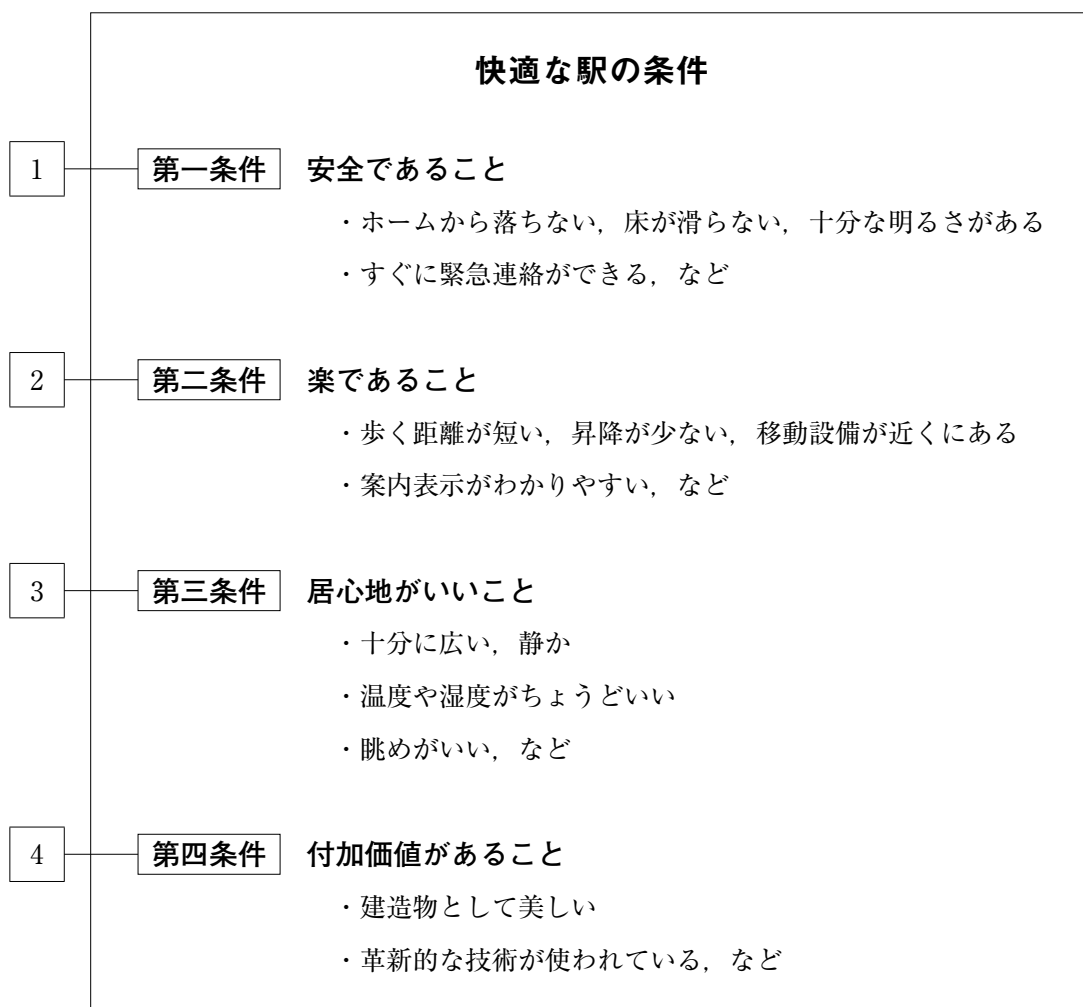 快適な駅の条件
1 第一条件 安全であること
・ホームから落ちない，床が滑らない，十分な明るさがある
・すぐに緊急連絡ができる，など
2 第二条件 楽であること
・歩く距離が短い，昇降が少ない，移動設備が近くにある
・案内表示がわかりやすい，など
3 第三条件 居心地がいいこと
・十分に広い，静か
・温度や湿度がちょうどいい
・眺めがいい，など
4 第四条件 付加価値があること
・建造物として美しい
・革新的な技術が使われている，など